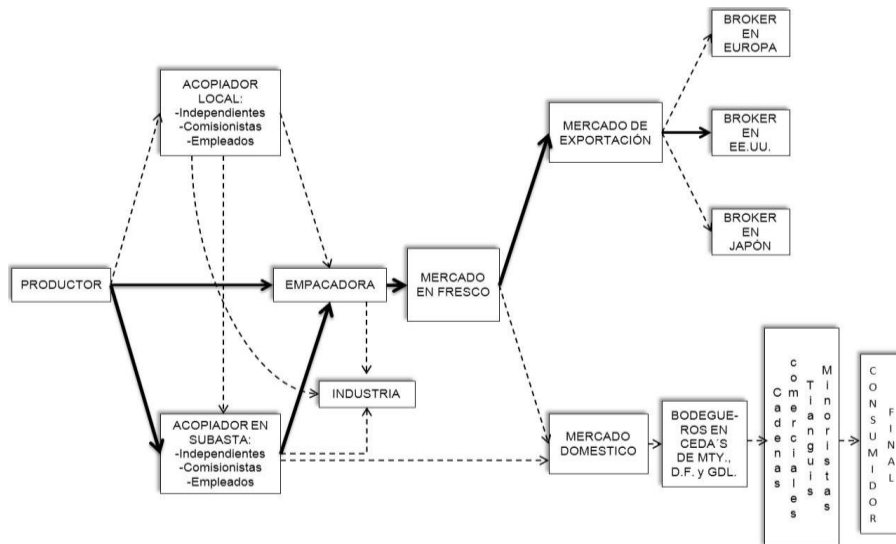 BROKER
EN
EUROPA
ACOPIADOR
LOCAL:
-Independientes
-Comisionistas
-Empleados
MERCADO DE
EXPORTACIÓN
BROKER
EN
EE.UU.
BROKER
EN
JAPÓN
PRODUCTOR
EMPACADORA
MERCADO
EN FRESCO
INDUSTRIA
ACOPIADOR EN
SUBASTA:
-Independientes
-Comisionistas
-Empleados
MERCADO
DOMESTICO
BODEGUE-
ROS EN
CEDA´S
DE MTY.,
D.F. y GDL.
Cadenas
comerciales
Tianguis
Minoristas
CONSUMIDOR
FINAL